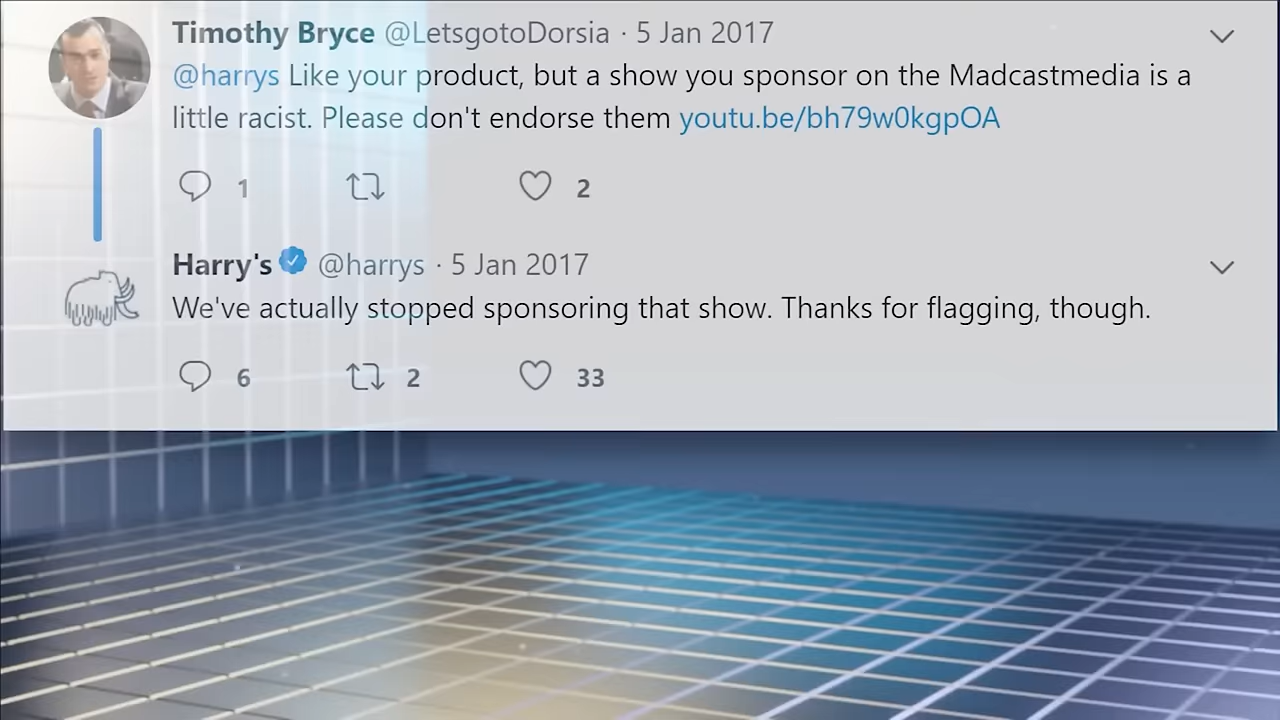 Timothy Bryce @LetsgotoDorsia · 5 Jan 2017
@harrys Like your product, but a show you sponsor on the Madcastmedia is a
little racist. Please don't endorse them youtu.be/bh79w0kgpOA
1 2
Harry's @harrys · 5 Jan 2017
We've actually stopped sponsoring that show. Thanks for flagging, though.
6 2 33